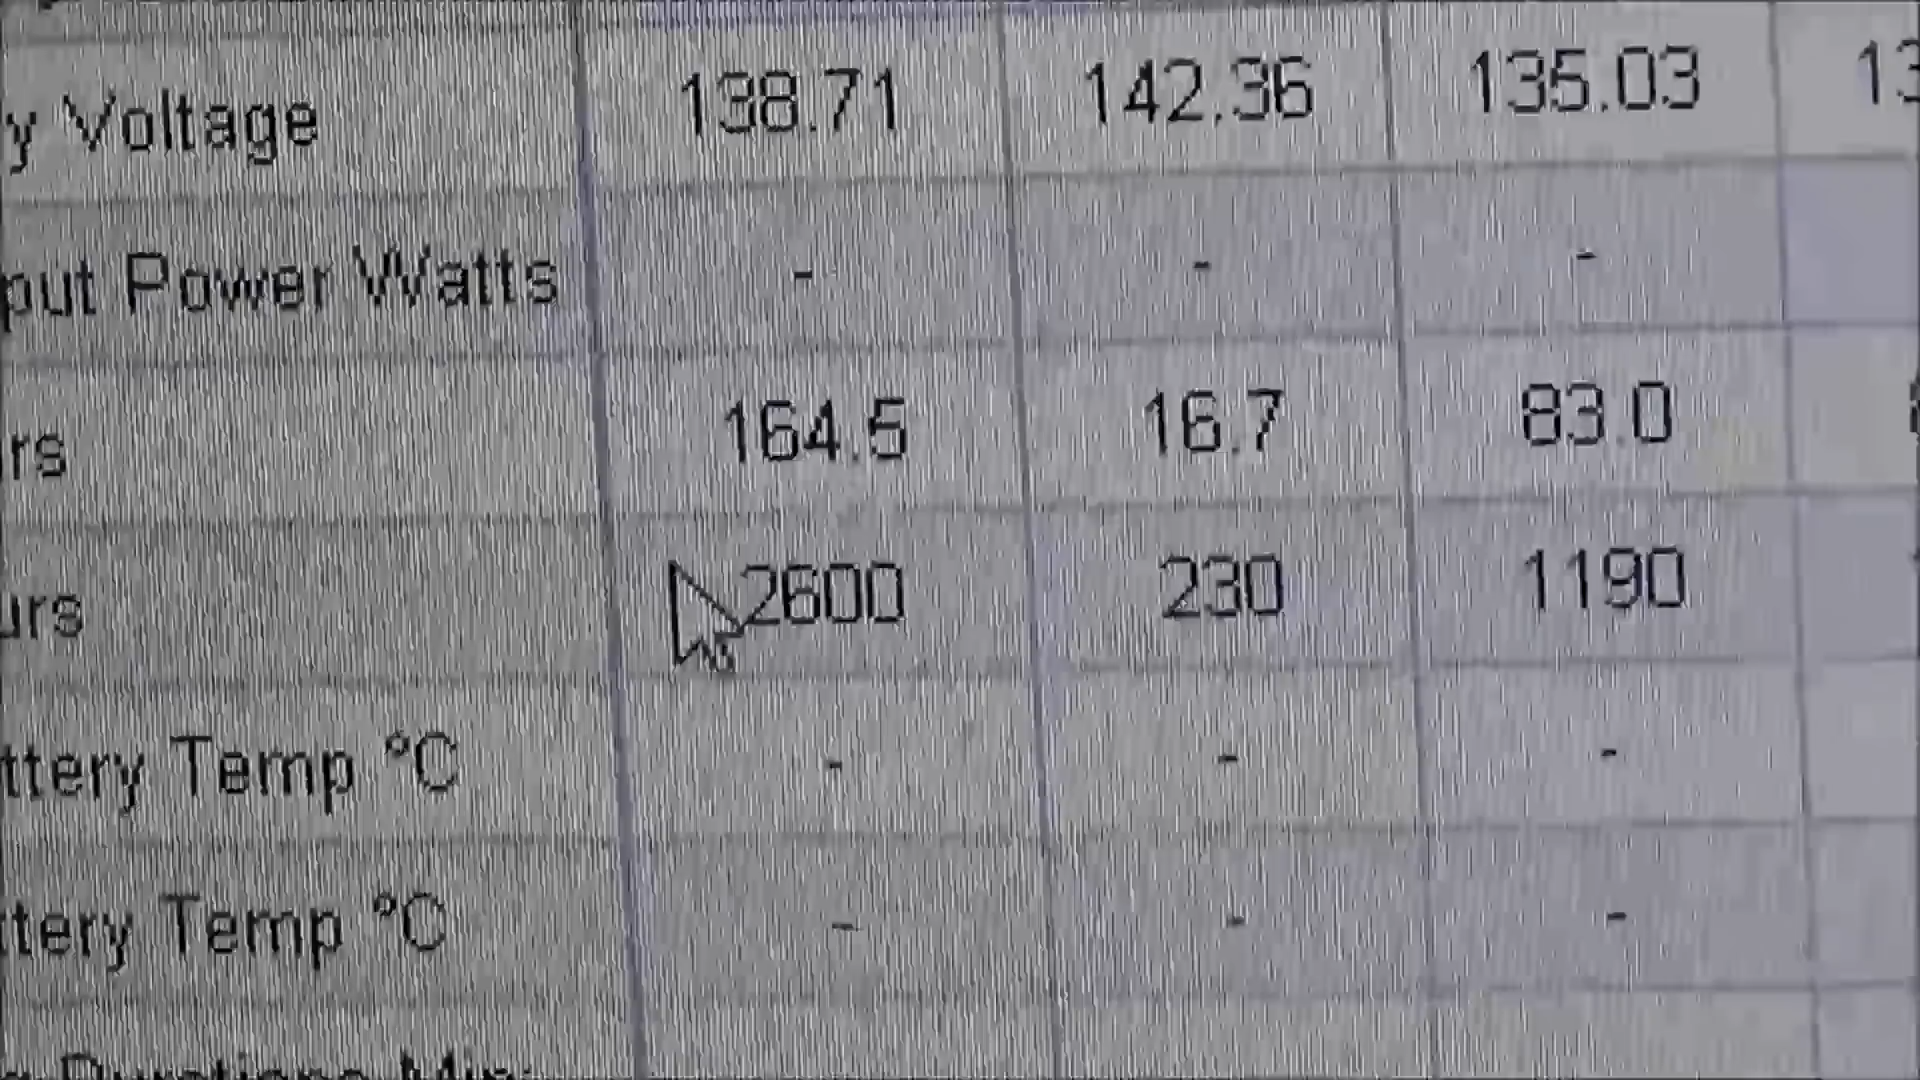 y Voltage 138.71 142.36 135.03 13
put Power Watts - - -
rs 164.5 16.7 83.0
urs 2600 230 1190
ttery Temp °C - - -
ttery Temp °C - - -